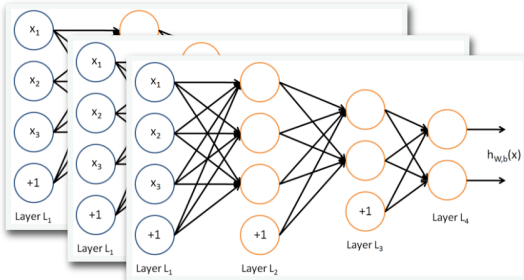 x₁
x₂
x₃
+1
Layer L₁
x₁
x₂
x₃
+1
Layer L₁
x₁
x₂
x₃
+1
Layer L₁
+1
Layer L₂
+1
Layer L₃
Layer L₄
h_W,b(x)